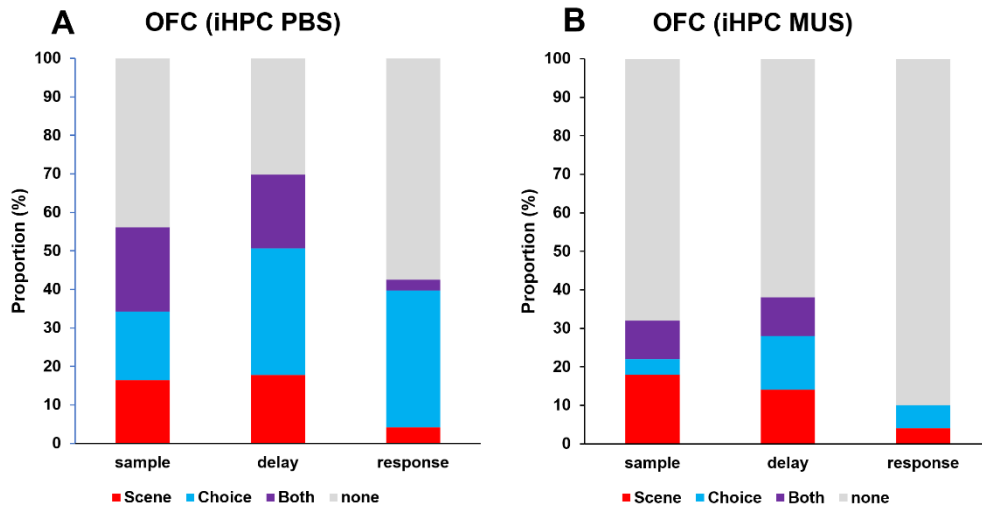 A
OFC (iHPC PBS)
Proportion (%)
100
90
80
70
60
50
40
30
20
10
0
sample delay response
Scene Choice Both none
B
OFC (iHPC MUS)
Proportion (%)
100
90
80
70
60
50
40
30
20
10
0
sample delay response
Scene Choice Both none